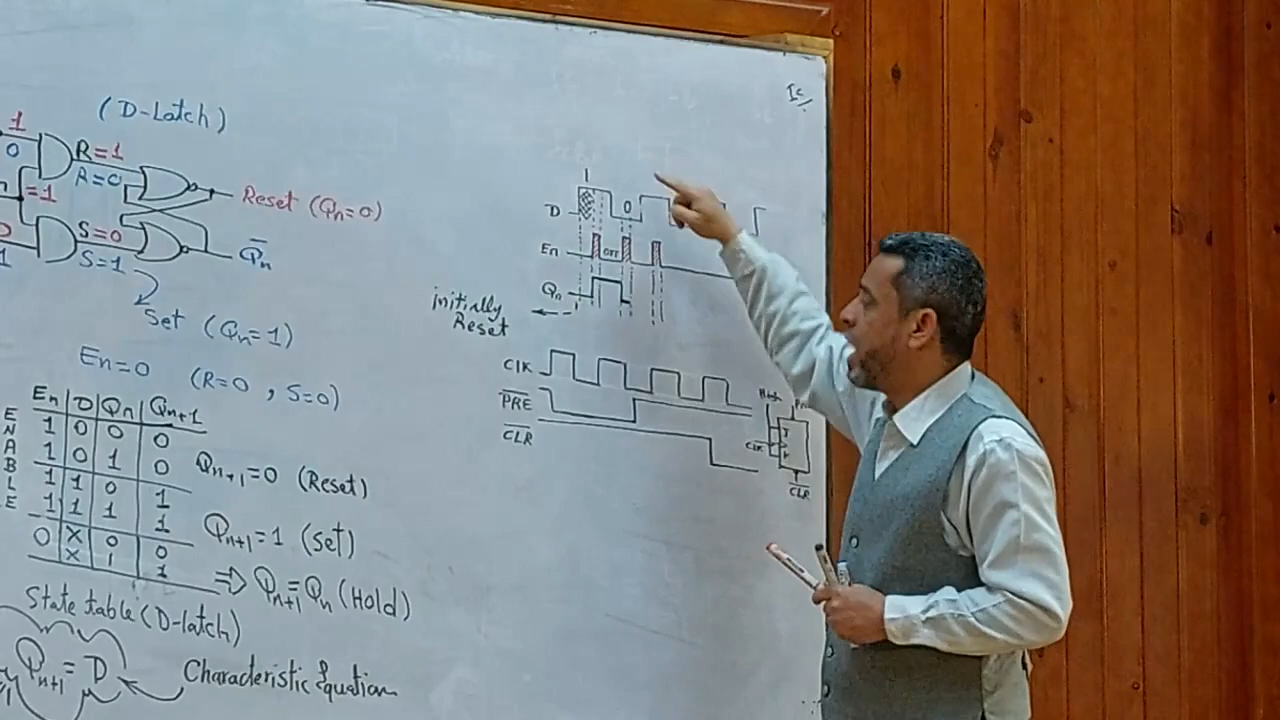 (D-Latch)
1
0
R=1
R=0
=1
Reset (Qn=0)
S=0
S=1
1
Q̅n
Set (Qn=1)
En=0 (R=0 , S=0)
ENABLE
En D Qn Qn+1
1 0 0 0
1 0 1 0
1 1 0 1
1 1 1 1
0 X 0 0
X 1 1
Qn+1=0 (Reset)
Qn+1=1 (set)
⇒ Qn+1=Qn (Hold)
State table (D-latch)
Qn+1 = D
Characteristic Equation
1
D
0
En
OFF
Qn
initially
Reset
CLK
P̅R̅E̅
C̅L̅R̅
High
CLK
J
K
C̅L̅R̅